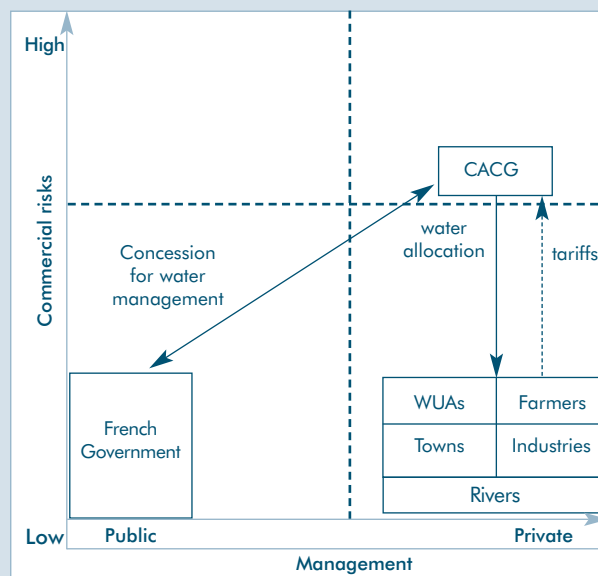 High
CACG
Commercial risks
water
allocation
tariffs
Concession
for water
management
WUAs
Farmers
French
Government
Towns
Industries
Rivers
Low
Public
Private
Management